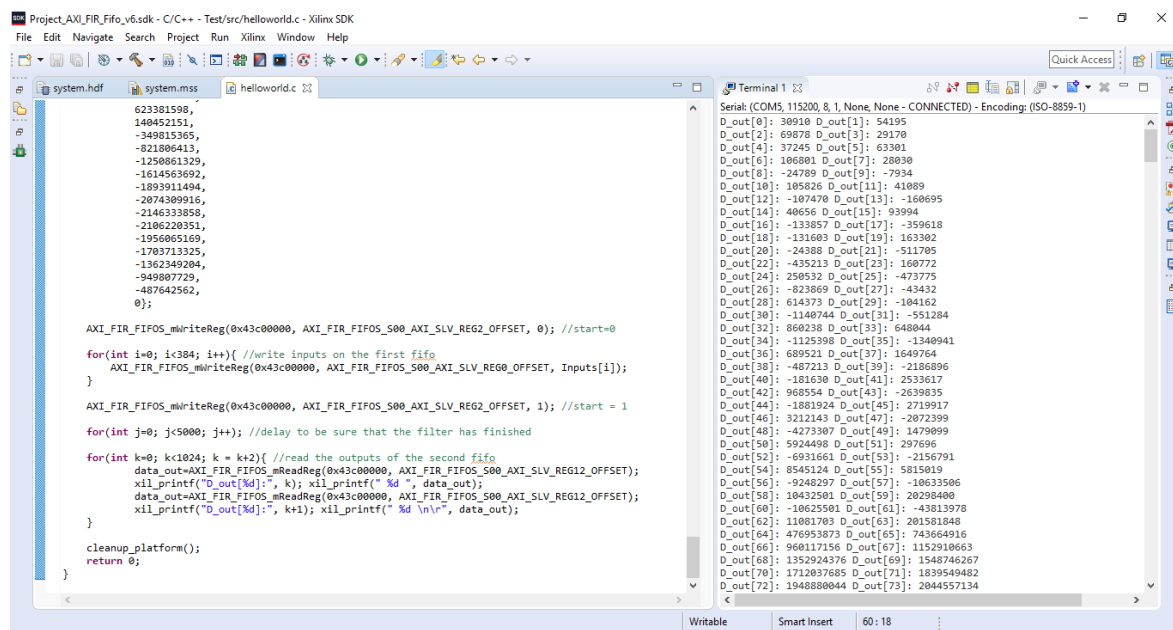 SDK Project_AXI_FIR_Fifo_v6.sdk - C/C++ - Test/src/helloworld.c - Xilinx SDK
File Edit Navigate Search Project Run Xilinx Window Help
Quick Access
system.hdf system.mss helloworld.c
623381598,
140452151,
-349815365,
-821806413,
-1250861329,
-1614563692,
-1893911494,
-2074309916,
-2146333858,
-2106220351,
-1956065169,
-1703713325,
-1362349204,
-949807729,
-487642562,
0};
AXI_FIR_FIFOS_mWriteReg(0x43c00000, AXI_FIR_FIFOS_S00_AXI_SLV_REG2_OFFSET, 0); //start=0
for(int i=0; i<384; i++){ //write inputs on the first fifo
AXI_FIR_FIFOS_mWriteReg(0x43c00000, AXI_FIR_FIFOS_S00_AXI_SLV_REG0_OFFSET, Inputs[i]);
}
AXI_FIR_FIFOS_mWriteReg(0x43c00000, AXI_FIR_FIFOS_S00_AXI_SLV_REG2_OFFSET, 1); //start = 1
for(int j=0; j<5000; j++); //delay to be sure that the filter has finished
for(int k=0; k<1024; k = k+2){ //read the outputs of the second fifo
data_out=AXI_FIR_FIFOS_mReadReg(0x43c00000, AXI_FIR_FIFOS_S00_AXI_SLV_REG12_OFFSET);
xil_printf("D_out[%d]:", k); xil_printf(" %d ", data_out);
data_out=AXI_FIR_FIFOS_mReadReg(0x43c00000, AXI_FIR_FIFOS_S00_AXI_SLV_REG12_OFFSET);
xil_printf("D_out[%d]:", k+1); xil_printf(" %d \n\r", data_out);
}
cleanup_platform();
return 0;
}
Terminal 1
Serial: (COM5, 115200, 8, 1, None, None - CONNECTED) - Encoding: (ISO-8859-1)
D_out[0]: 30910 D_out[1]: 54195
D_out[2]: 69878 D_out[3]: 29170
D_out[4]: 37245 D_out[5]: 63301
D_out[6]: 106801 D_out[7]: 28030
D_out[8]: -24789 D_out[9]: -7934
D_out[10]: 105826 D_out[11]: 41089
D_out[12]: -107470 D_out[13]: -160695
D_out[14]: 40656 D_out[15]: 93994
D_out[16]: -133857 D_out[17]: -359618
D_out[18]: -131603 D_out[19]: 163302
D_out[20]: -24388 D_out[21]: -511705
D_out[22]: -435213 D_out[23]: 160772
D_out[24]: 250532 D_out[25]: -473775
D_out[26]: -823869 D_out[27]: -43432
D_out[28]: 614373 D_out[29]: -104162
D_out[30]: -1140744 D_out[31]: -551284
D_out[32]: 860238 D_out[33]: 648044
D_out[34]: -1125398 D_out[35]: -1340941
D_out[36]: 689521 D_out[37]: 1649764
D_out[38]: -487213 D_out[39]: -2186896
D_out[40]: -181630 D_out[41]: 2533617
D_out[42]: 968554 D_out[43]: -2639835
D_out[44]: -1881924 D_out[45]: 2719917
D_out[46]: 3212143 D_out[47]: -2072399
D_out[48]: -4273307 D_out[49]: 1479099
D_out[50]: 5924498 D_out[51]: 297696
D_out[52]: -6931661 D_out[53]: -2156791
D_out[54]: 8545124 D_out[55]: 5815019
D_out[56]: -9248297 D_out[57]: -10633506
D_out[58]: 10432501 D_out[59]: 20298400
D_out[60]: -10625501 D_out[61]: -43813978
D_out[62]: 11081703 D_out[63]: 201581848
D_out[64]: 476953873 D_out[65]: 743664916
D_out[66]: 960117156 D_out[67]: 1152910663
D_out[68]: 1352924376 D_out[69]: 1548746267
D_out[70]: 1712037685 D_out[71]: 1839549482
D_out[72]: 1948880044 D_out[73]: 2044557134
Writable Smart Insert 60 : 18